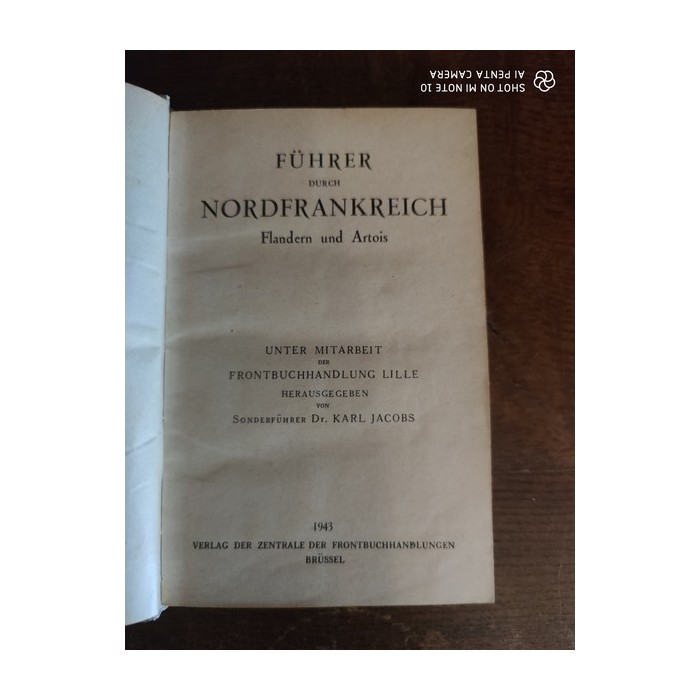 SHOT ON MI NOTE 10
AI PENTA CAMERA
FÜHRER
DURCH
NORDFRANKREICH
Flandern und Artois
UNTER MITARBEIT
DER
FRONTBUCHHANDLUNG LILLE
HERAUSGEGEBEN
VON
SONDERFÜHRER Dr. KARL JACOBS
1943
VERLAG DER ZENTRALE DER FRONTBUCHHANDLUNGEN
BRÜSSEL